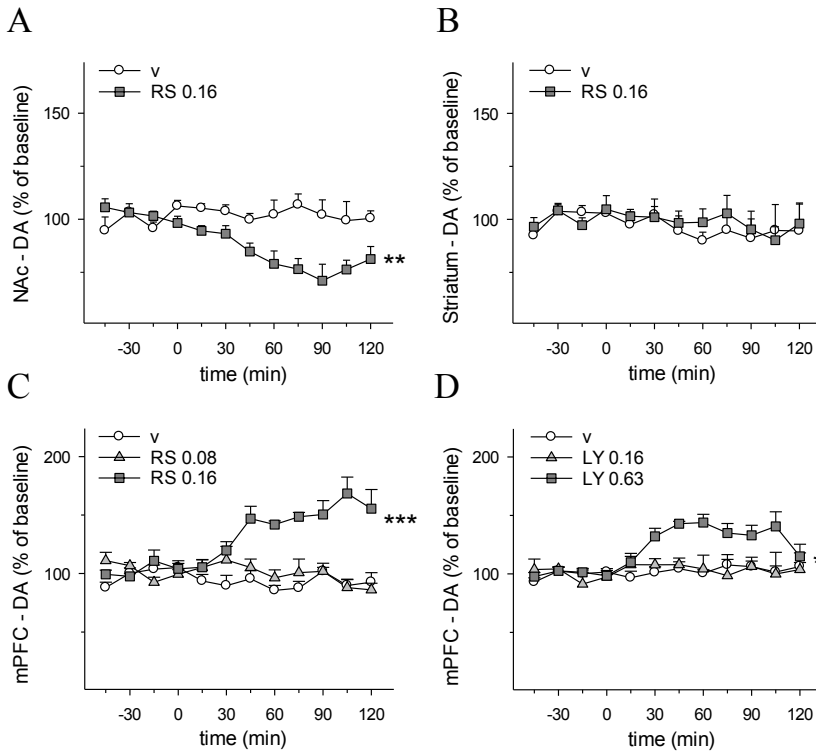 A
v
RS 0.16
150
100
NAc - DA (% of baseline)
**
-30 0 30 60 90 120
time (min)
B
v
RS 0.16
150
100
Striatum - DA (% of baseline)
-30 0 30 60 90 120
time (min)
C
v
RS 0.08
RS 0.16
200
100
mPFC - DA (% of baseline)
***
-30 0 30 60 90 120
time (min)
D
v
LY 0.16
LY 0.63
200
100
mPFC - DA (% of baseline)
-30 0 30 60 90 120
time (min)